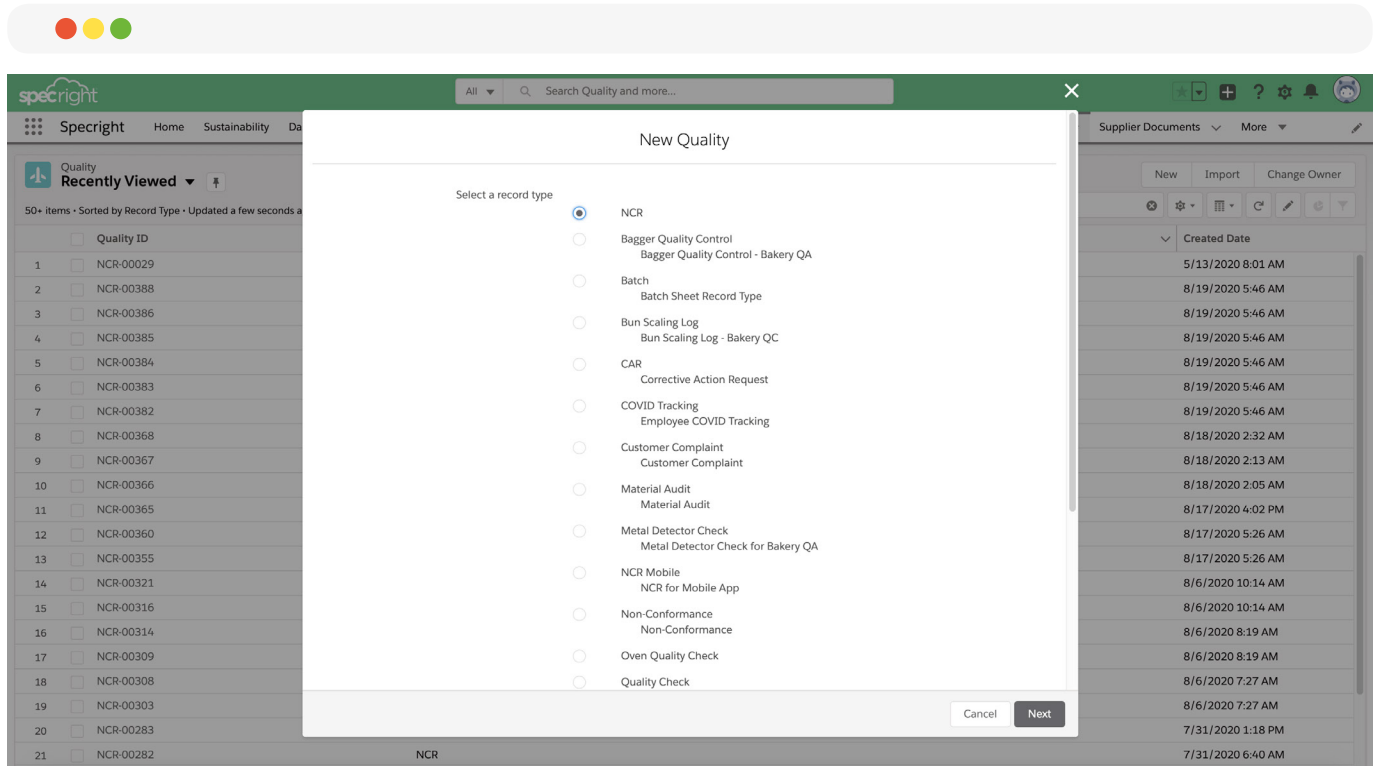 specright
All
Search Quality and more...
Specright Home Sustainability Da
Supplier Documents More
Quality
Recently Viewed
New Import Change Owner
50+ items • Sorted by Record Type • Updated a few seconds a
Quality ID
Created Date
1 NCR-00029 5/13/2020 8:01 AM
2 NCR-00388 8/19/2020 5:46 AM
3 NCR-00386 8/19/2020 5:46 AM
4 NCR-00385 8/19/2020 5:46 AM
5 NCR-00384 8/19/2020 5:46 AM
6 NCR-00383 8/19/2020 5:46 AM
7 NCR-00382 8/19/2020 5:46 AM
8 NCR-00368 8/18/2020 2:32 AM
9 NCR-00367 8/18/2020 2:13 AM
10 NCR-00366 8/18/2020 2:05 AM
11 NCR-00365 8/17/2020 4:02 PM
12 NCR-00360 8/17/2020 5:26 AM
13 NCR-00355 8/17/2020 5:26 AM
14 NCR-00321 8/6/2020 10:14 AM
15 NCR-00316 8/6/2020 10:14 AM
16 NCR-00314 8/6/2020 8:19 AM
17 NCR-00309 8/6/2020 8:19 AM
18 NCR-00308 8/6/2020 7:27 AM
19 NCR-00303 8/6/2020 7:27 AM
20 NCR-00283 7/31/2020 1:18 PM
21 NCR-00282 NCR 7/31/2020 6:40 AM
New Quality
Select a record type
NCR
Bagger Quality Control
Bagger Quality Control - Bakery QA
Batch
Batch Sheet Record Type
Bun Scaling Log
Bun Scaling Log - Bakery QC
CAR
Corrective Action Request
COVID Tracking
Employee COVID Tracking
Customer Complaint
Customer Complaint
Material Audit
Material Audit
Metal Detector Check
Metal Detector Check for Bakery QA
NCR Mobile
NCR for Mobile App
Non-Conformance
Non-Conformance
Oven Quality Check
Quality Check
Cancel Next